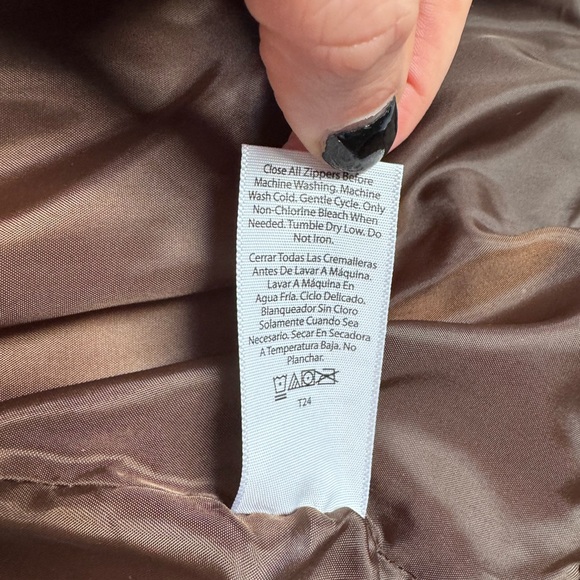 Close All Zippers Before
Machine Washing. Machine
Wash Cold. Gentle Cycle. Only
Non-Chlorine Bleach When
Needed. Tumble Dry Low. Do
Not Iron.
Cerrar Todas Las Cremalleras
Antes De Lavar A Máquina.
Lavar A Máquina En
Agua Fría. Ciclo Delicado.
Blanqueador Sin Cloro
Solamente Cuando Sea
Necesario. Secar En Secadora
A Temperatura Baja. No
Planchar.
T24